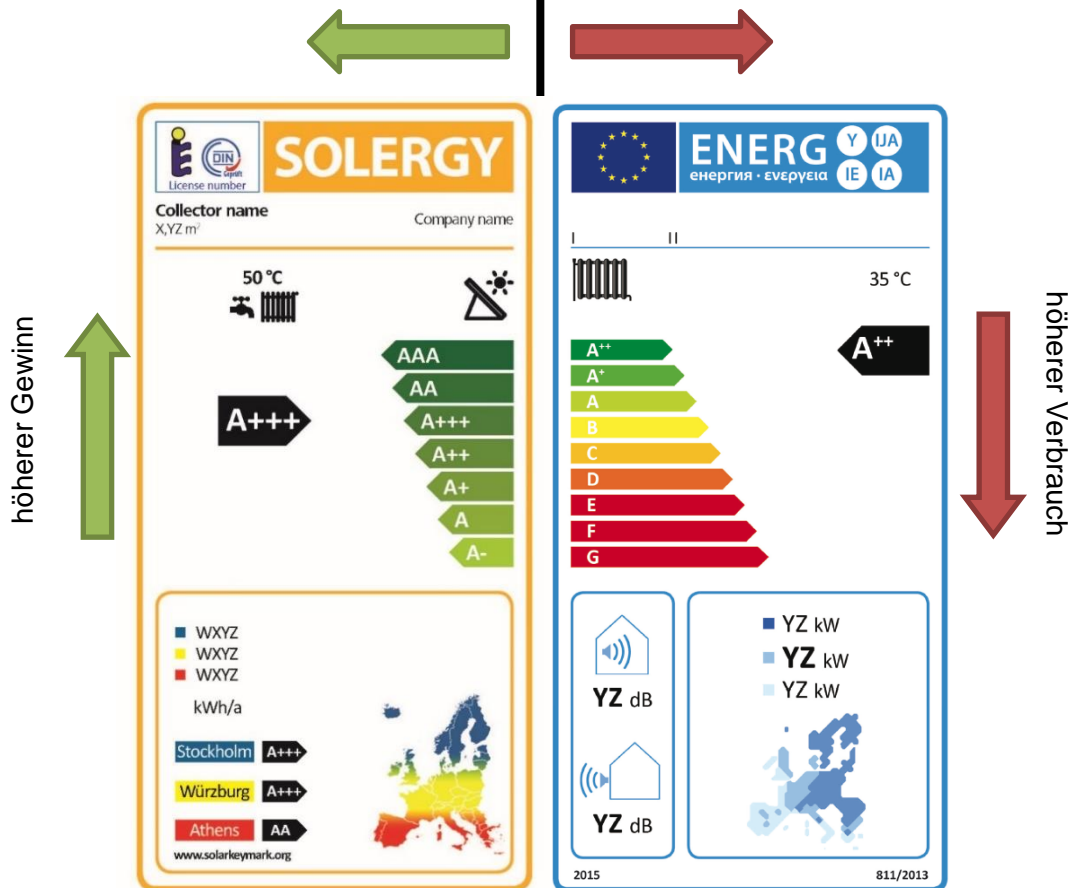 höherer Gewinn
DIN
Geprüft
License number
SOLERGY
Collector name
X,YZ m²
Company name
50 °C
AAA
AA
A+++
A++
A+
A
A-
A+++
WXYZ
WXYZ
WXYZ
kWh/a
Stockholm A+++
Würzburg A+++
Athens AA
www.solarkeymark.org
ENERG Y IJA
енергия · ενεργεια IE IA
I II
35 °C
A++
A+
A
B
C
D
E
F
G
A++
YZ dB
YZ dB
YZ kW
YZ kW
YZ kW
2015 811/2013
höherer Verbrauch